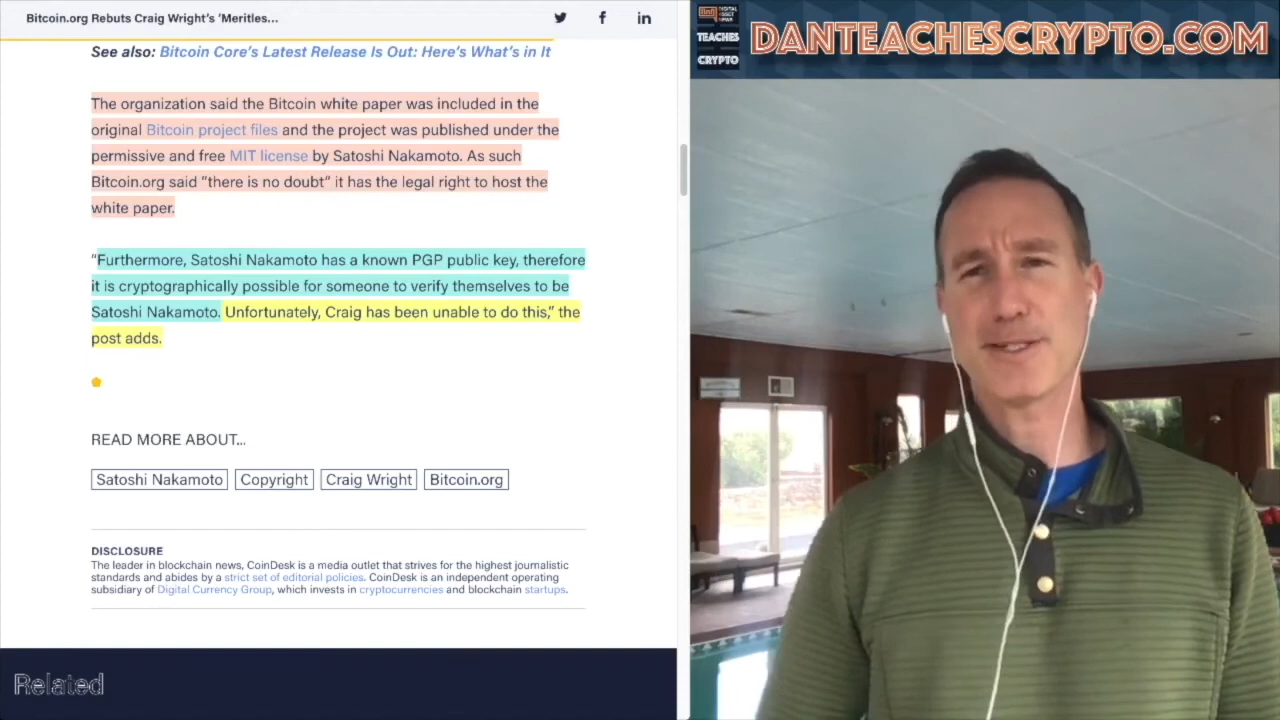 Bitcoin.org Rebuts Craig Wright's 'Meritles...
See also: Bitcoin Core's Latest Release Is Out: Here's What's in It
The organization said the Bitcoin white paper was included in the
original Bitcoin project files and the project was published under the
permissive and free MIT license by Satoshi Nakamoto. As such
Bitcoin.org said "there is no doubt" it has the legal right to host the
white paper.
"Furthermore, Satoshi Nakamoto has a known PGP public key, therefore
it is cryptographically possible for someone to verify themselves to be
Satoshi Nakamoto. Unfortunately, Craig has been unable to do this," the
post adds.
READ MORE ABOUT...
Satoshi Nakamoto Copyright Craig Wright Bitcoin.org
DISCLOSURE
The leader in blockchain news, CoinDesk is a media outlet that strives for the highest journalistic
standards and abides by a strict set of editorial policies. CoinDesk is an independent operating
subsidiary of Digital Currency Group, which invests in cryptocurrencies and blockchain startups.
Related
DIGITAL
ASSET
NEWS
TEACHES
CRYPTO
DANTEACHESCRYPTO.COM